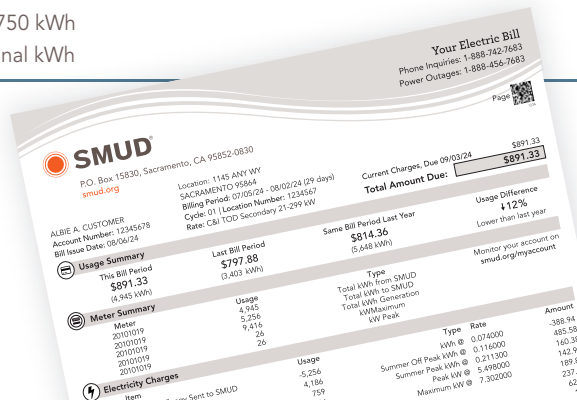 750 kWh
nal kWh
Your Electric Bill
Phone Inquiries: 1-888-742-7683
Power Outages: 1-888-456-7683
Page
SMUD®
P.O. Box 15830, Sacramento, CA 95852-0830
smud.org
ALBIE A. CUSTOMER
Account Number: 12345678
Bill Issue Date: 08/06/24
Location: 1145 ANY WY
SACRAMENTO 95864
Billing Period: 07/05/24 - 08/02/24 (29 days)
Cycle: 01 | Location Number: 1234567
Rate: C&I TOD Secondary 21-299 kW
Current Charges, Due 09/03/24 $891.33
Total Amount Due: $891.33
Usage Summary
This Bill Period
$891.33
(4,945 kWh)
Last Bill Period
$797.88
(3,403 kWh)
Same Bill Period Last Year
$814.36
(5,648 kWh)
Usage Difference
↓12%
Lower than last year
Meter Summary
Meter Usage Type
20101019 4,945 Total kWh from SMUD
20101019 5,256 Total kWh to SMUD
20101019 9,416 Total kWh Generation
20101019 26 kWMaximum
20101019 26 kW Peak
Monitor your account on
smud.org/myaccount
Electricity Charges
Item Usage Type Rate Amount
gy Sent to SMUD -5,256 kWh @ 0.074000 -388.94
4,186 Summer Off Peak kWh @ 0.116000 485.58
759 Summer Peak kWh @ 0.211300 160.38
Peak kW @ 5.498000 142.9
Maximum kW @ 7.302000 189.8
237.